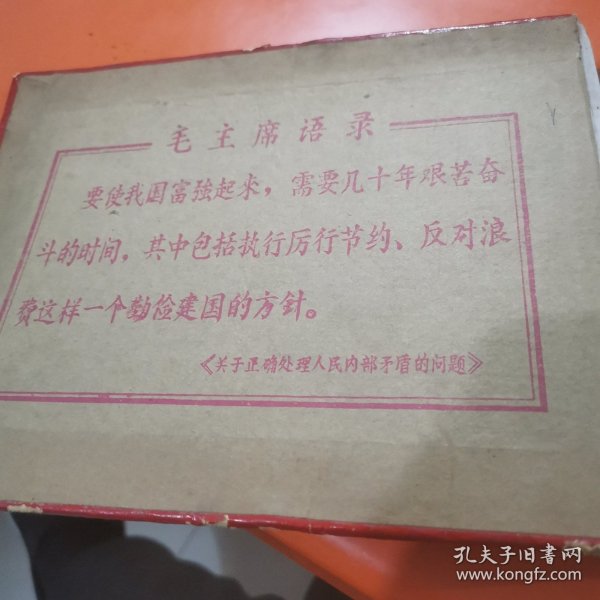 毛主席语录
要使我国富強起来，需要几十年艰苦奋
斗的时间，其中包括执行厉行节约、反对浪
费这样一个勤俭建国的方针。
《关于正确处理人民内部矛盾的问题》
孔夫子旧书网
www.kongfz.com